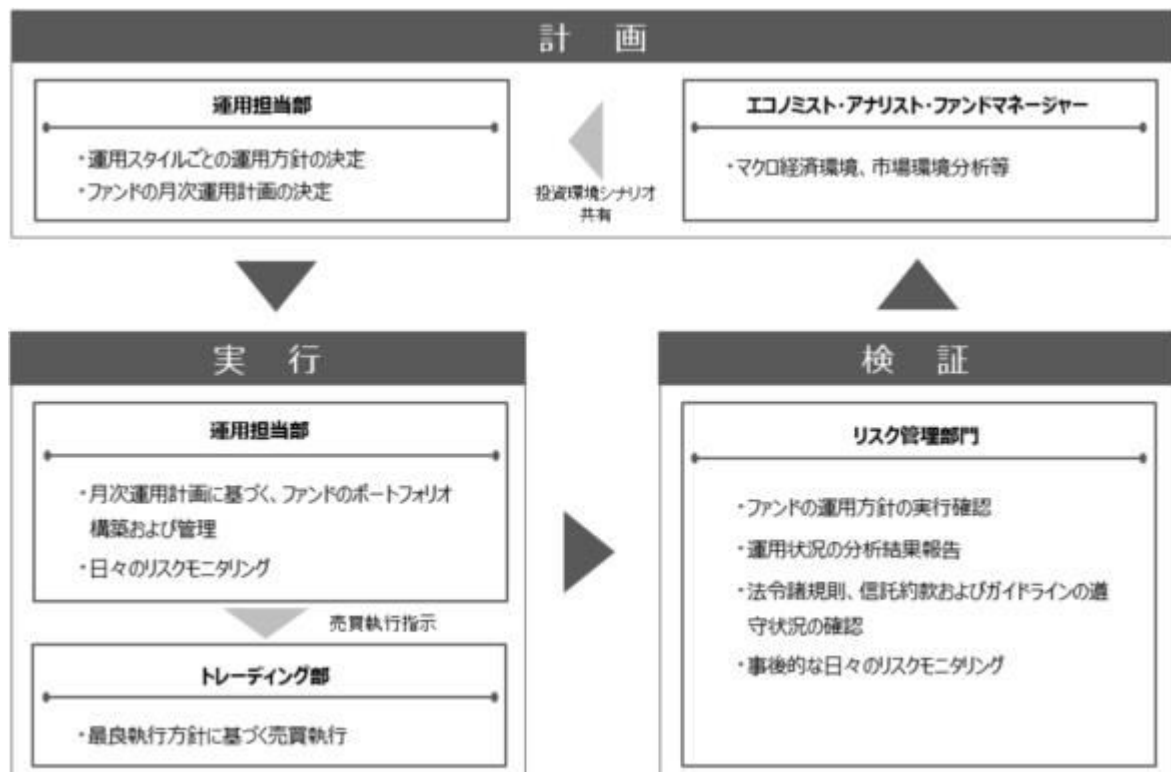 計 画
運用担当部
・運用スタイルごとの運用方針の決定
・ファンドの月次運用計画の決定
投資環境シナリオ
共有
エコノミスト・アナリスト・ファンドマネージャー
・マクロ経済環境、市場環境分析等
実 行
運用担当部
・月次運用計画に基づく、ファンドのポートフォリオ
構築および管理
・日々のリスクモニタリング
売買執行指示
トレーディング部
・最良執行方針に基づく売買執行
検 証
リスク管理部門
・ファンドの運用方針の実行確認
・運用状況の分析結果報告
・法令諸規則、信託約款およびガイドラインの遵
守状況の確認
・事後的な日々のリスクモニタリング